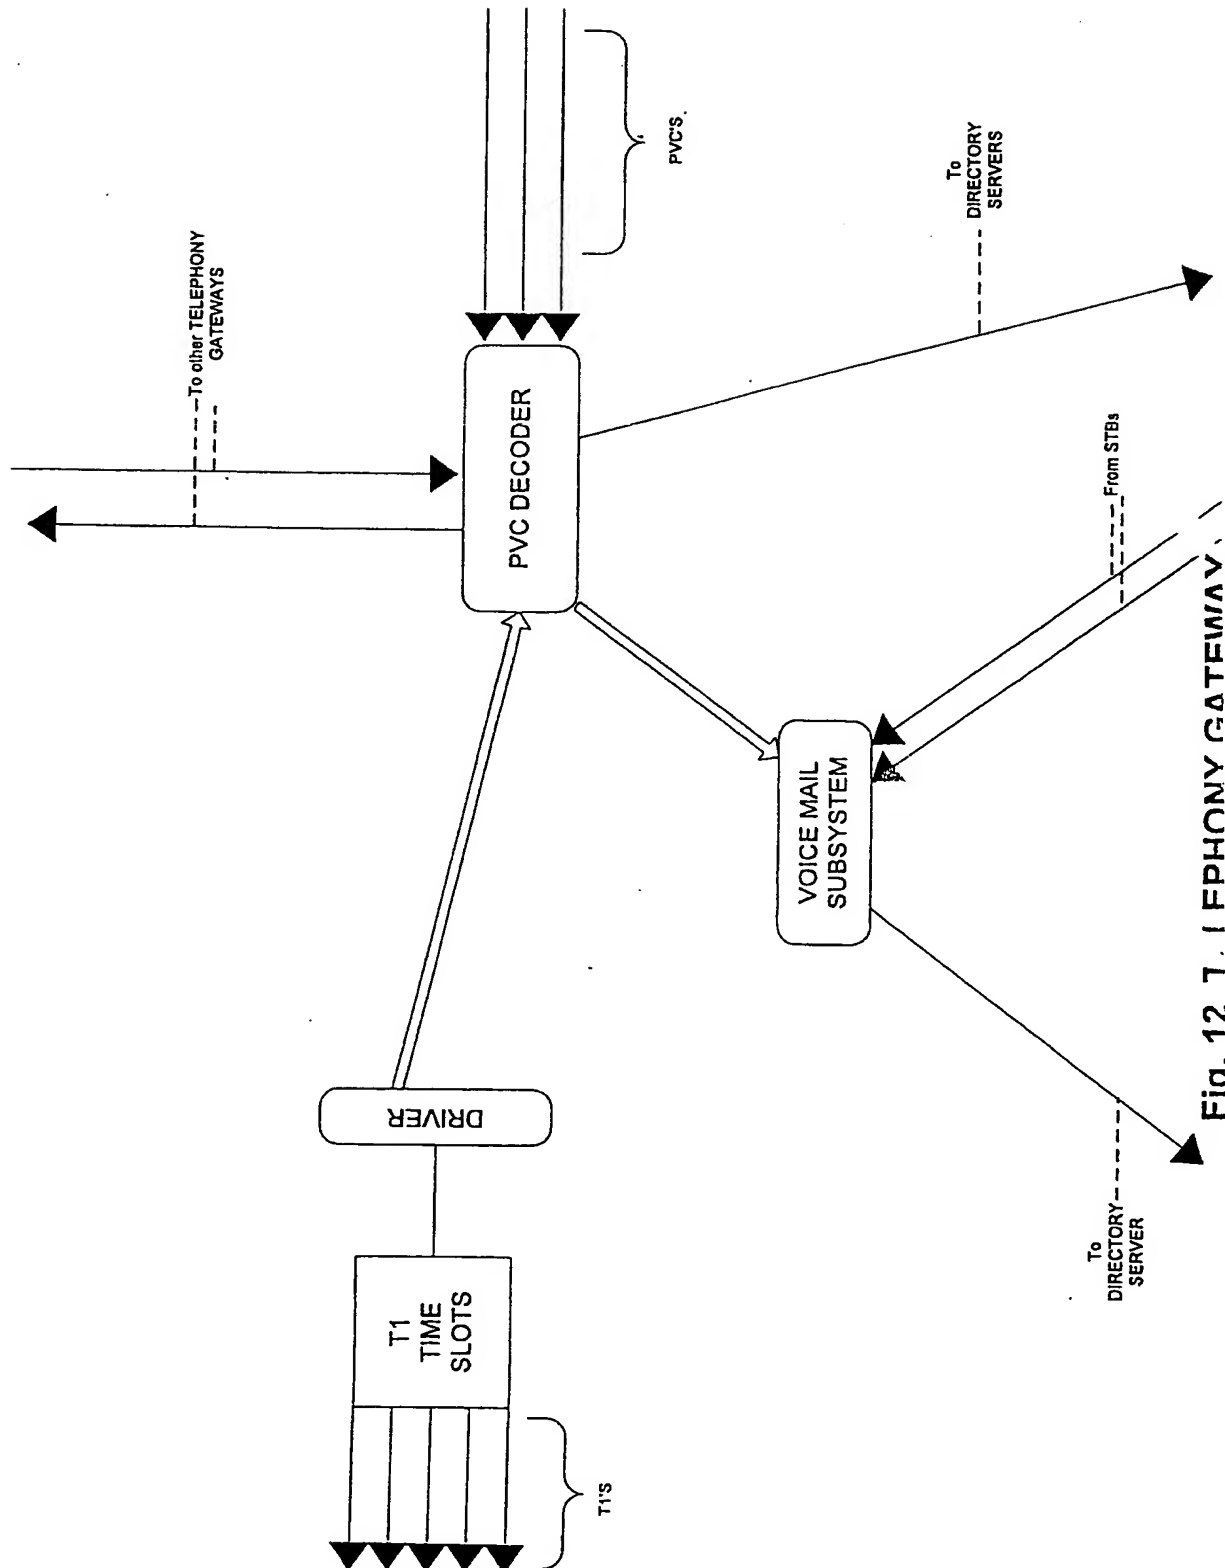 To other TELEPHONY
GATEWAYS
PVC'S
PVC DECODER
To
DIRECTORY
SERVERS
From STBs
VOICE MAIL
SUBSYSTEM
DRIVER
T1
TIME
SLOTS
T1'S
To
DIRECTORY
SERVER
Fig. 12 GATEWAY